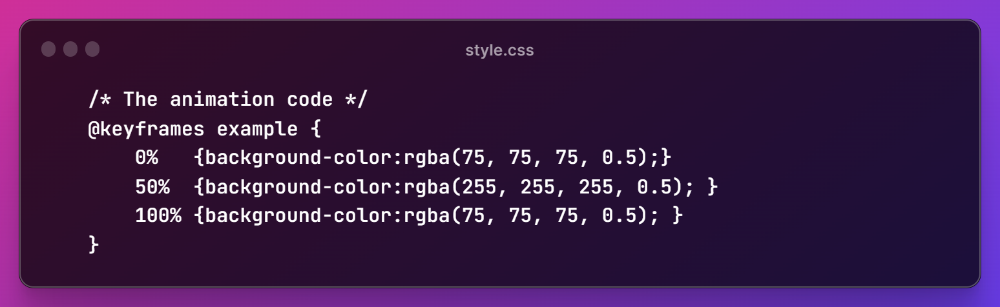 style.css
/* The animation code */
@keyframes example {
    0%   {background-color:rgba(75, 75, 75, 0.5);}
    50%  {background-color:rgba(255, 255, 255, 0.5); }
    100% {background-color:rgba(75, 75, 75, 0.5); }
}